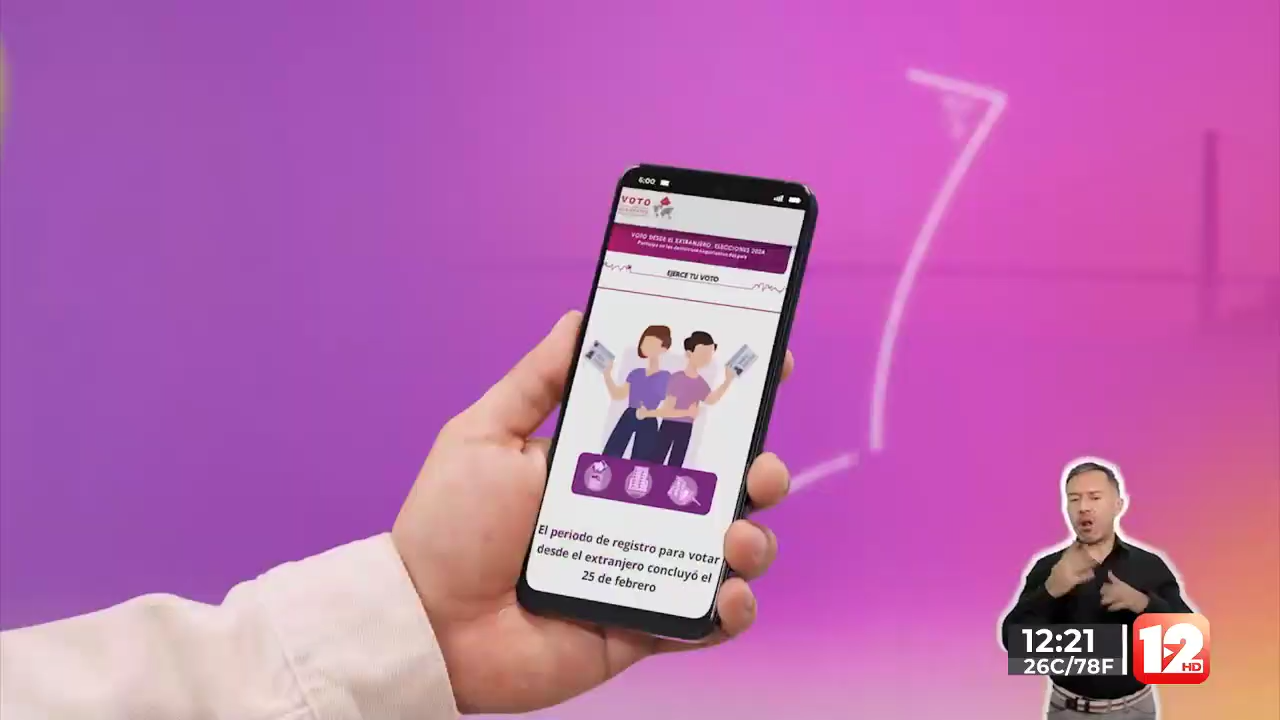 6:00
VOTO
VOTO DESDE EL EXTRANJERO, ELECCIONES 2024
EJERCE TU VOTO
El periodo de registro para votar
desde el extranjero concluyó el
25 de febrero
12:21
26C/78F
12
HD